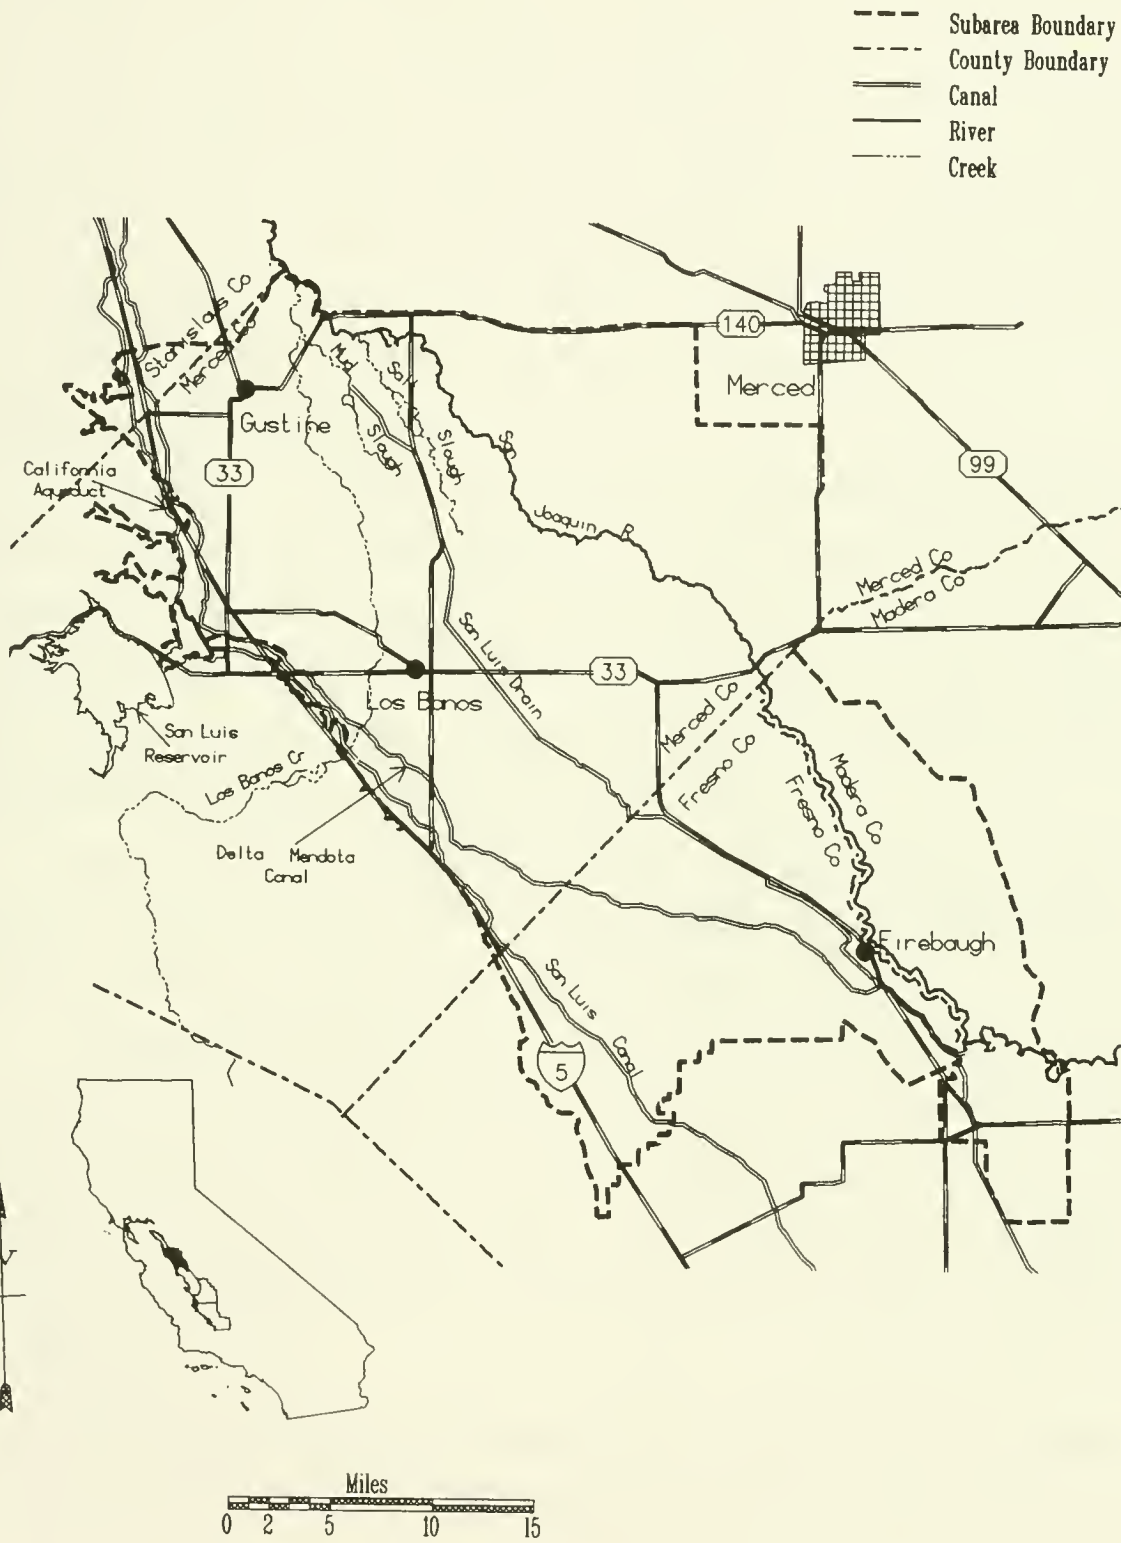 Subarea Boundary
County Boundary
Canal
River
Creek
Stanislaus Co
Merced Co
140
Merced
Gustine
Mud
Slough
Salt
Slough
San
Joaquin R
99
California
Aqueduct
33
Merced Co
Madera Co
San Luis Drain
33
Los Banos
San Luis
Reservoir
Los Banos Cr
Merced Co
Fresno Co
Madera Co
Fresno Co
Delta Mendota
Canal
Firebaugh
San Luis
Canal
5
Miles
0 2 5 10 15